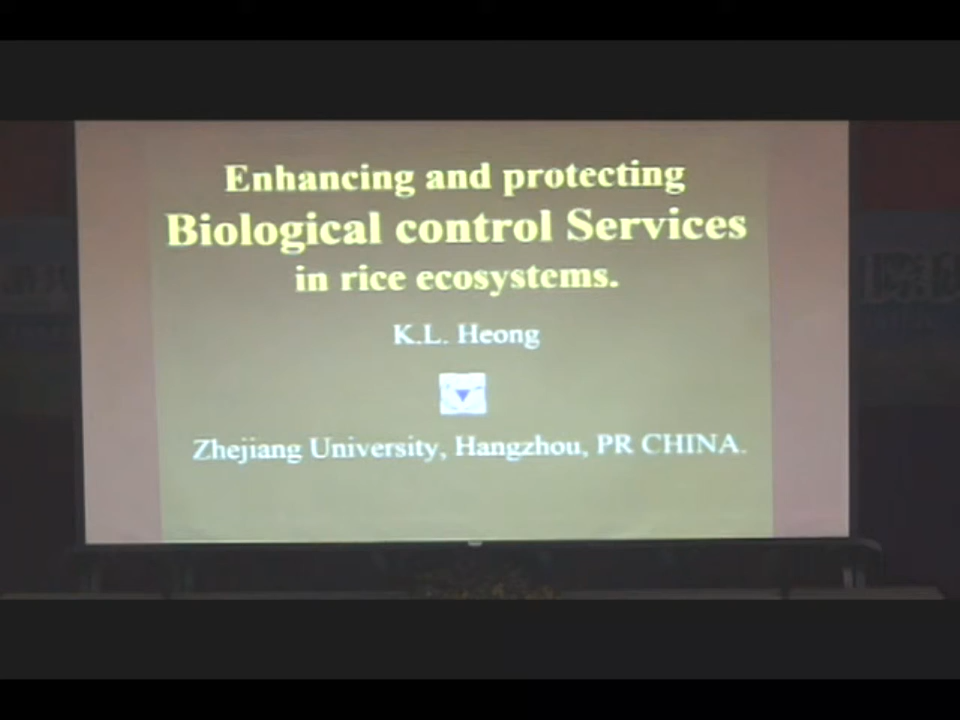 Enhancing and protecting
Biological control Services
in rice ecosystems.
K.L. Heong
Zhejiang University, Hangzhou, PR CHINA.